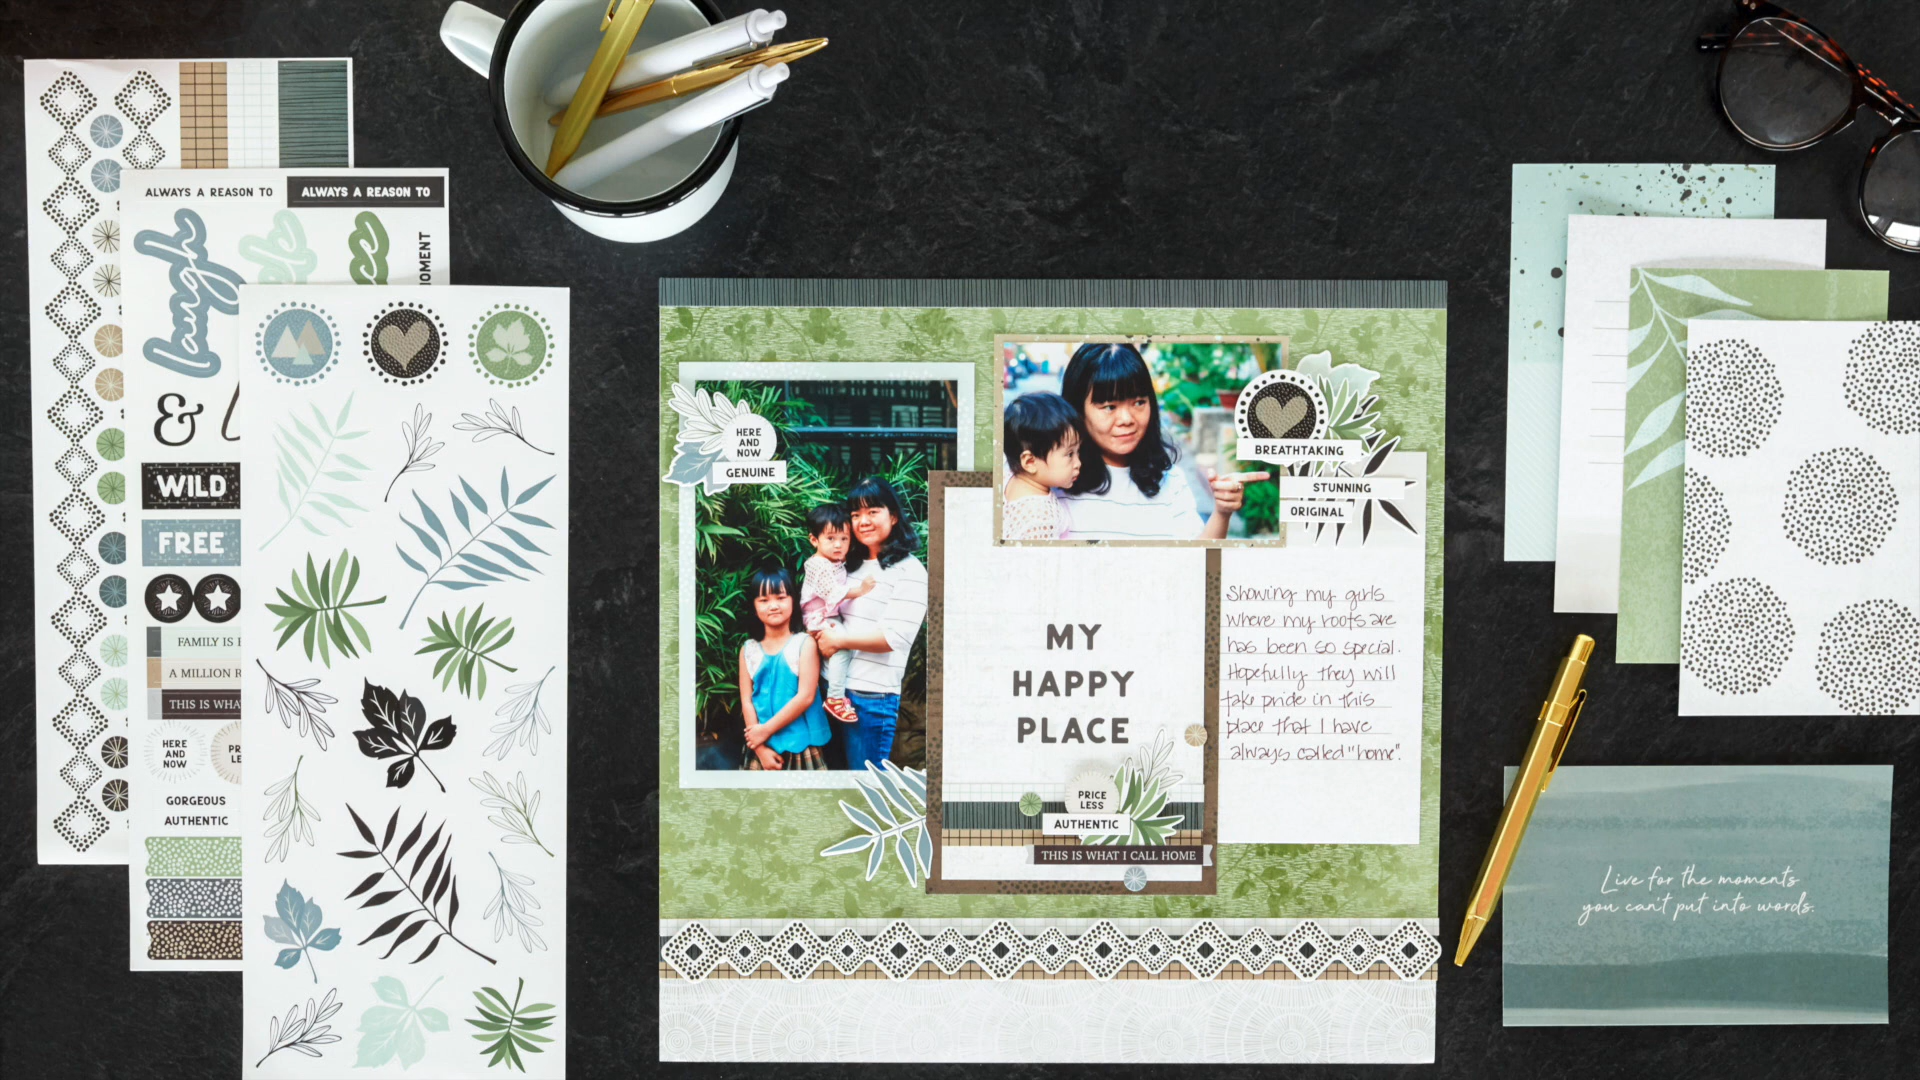 ALWAYS A REASON TO
ALWAYS A REASON TO
laugh
MOMENT
&
WILD
FREE
FAMILY IS
A MILLION
THIS IS WHA
HERE
AND
NOW
GORGEOUS
AUTHENTIC
HERE
AND
NOW
GENUINE
BREATHTAKING
STUNNING
ORIGINAL
MY
HAPPY
PLACE
PRICE
LESS
AUTHENTIC
THIS IS WHAT I CALL HOME
Showing my girls
where my roots are
has been so special.
Hopefully they will
take pride in this
place that I have
always called "home".
Live for the moments
you can't put into words.